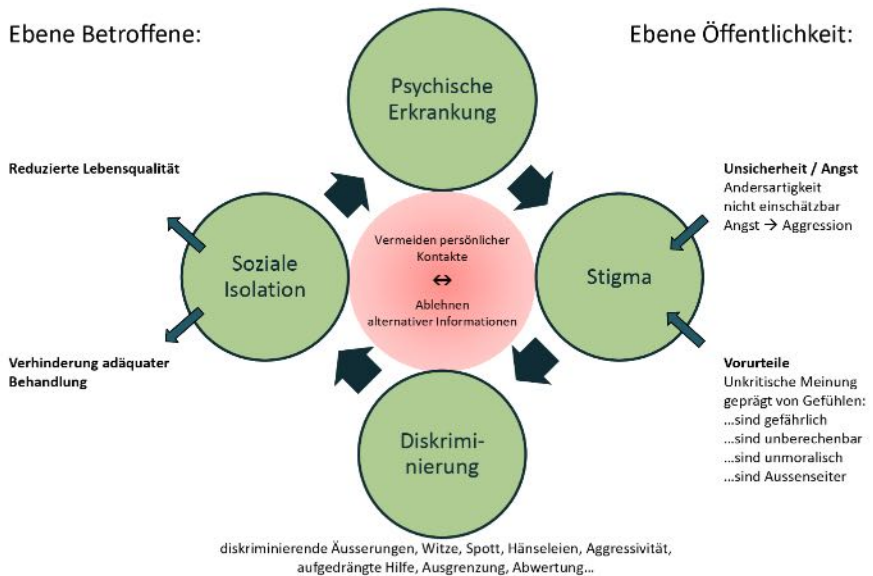 Ebene Betroffene:
Ebene Öffentlichkeit:
Psychische
Erkrankung
Reduzierte Lebensqualität
Unsicherheit / Angst
Andersartigkeit
nicht einschätzbar
Angst → Aggression
Soziale
Isolation
Vermeiden persönlicher
Kontakte
↔
Ablehnen
alternativer Informationen
Stigma
Verhinderung adäquater
Behandlung
Vorurteile
Unkritische Meinung
geprägt von Gefühlen:
...sind gefährlich
...sind unberechenbar
...sind unmoralisch
...sind Aussenseiter
Diskrimi-
nierung
diskriminierende Äusserungen, Witze, Spott, Hänseleien, Aggressivität,
aufgedrängte Hilfe, Ausgrenzung, Abwertung...